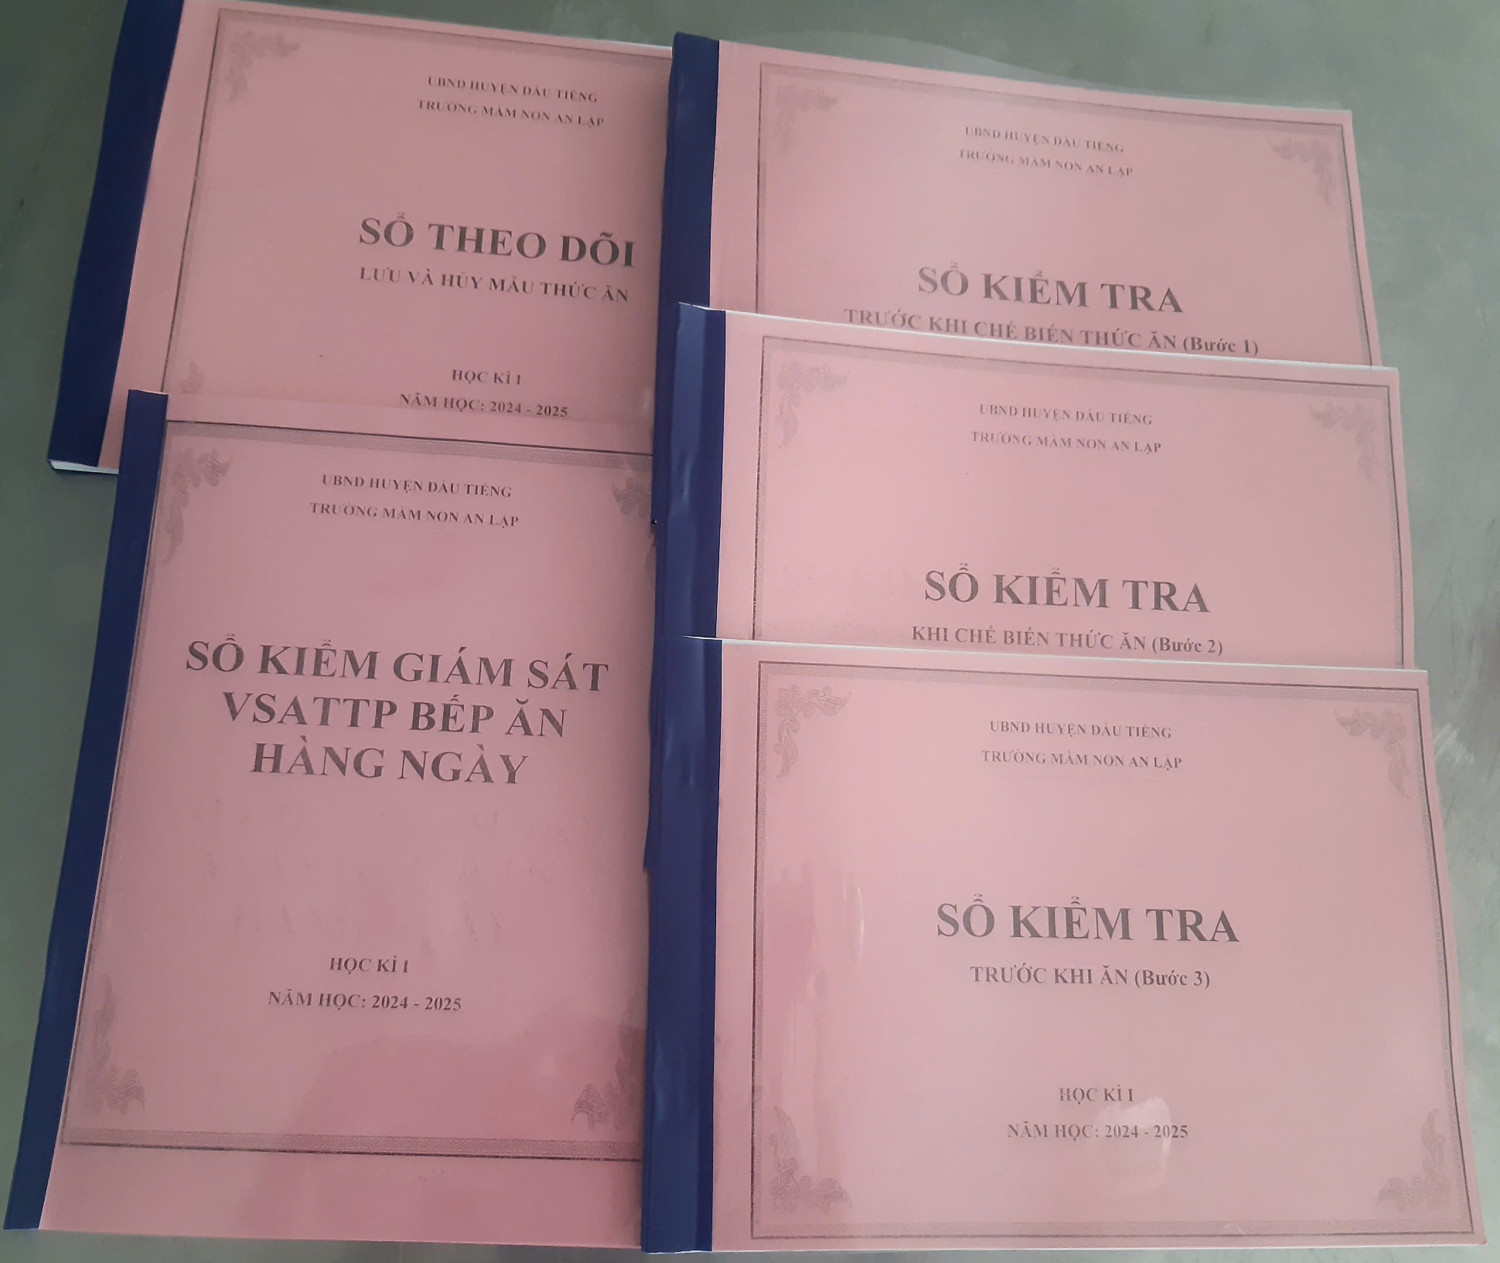 UBND HUYỆN DẦU TIẾNG
TRƯỜNG MẦM NON AN LẬP
SỔ THEO DÕI
LƯU VÀ HỦY MẪU THỨC ĂN
HỌC KÌ I
NĂM HỌC: 2024 - 2025
UBND HUYỆN DẦU TIẾNG
TRƯỜNG MẦM NON AN LẬP
SỔ KIỂM GIÁM SÁT
VSATTP BẾP ĂN
HÀNG NGÀY
HỌC KÌ I
NĂM HỌC: 2024 - 2025
UBND HUYỆN DẦU TIẾNG
TRƯỜNG MẦM NON AN LẬP
SỔ KIỂM TRA
TRƯỚC KHI CHẾ BIẾN THỨC ĂN (Bước 1)
UBND HUYỆN DẦU TIẾNG
TRƯỜNG MẦM NON AN LẬP
SỔ KIỂM TRA
KHI CHẾ BIẾN THỨC ĂN (Bước 2)
UBND HUYỆN DẦU TIẾNG
TRƯỜNG MẦM NON AN LẬP
SỔ KIỂM TRA
TRƯỚC KHI ĂN (Bước 3)
HỌC KÌ I
NĂM HỌC: 2024 - 2025